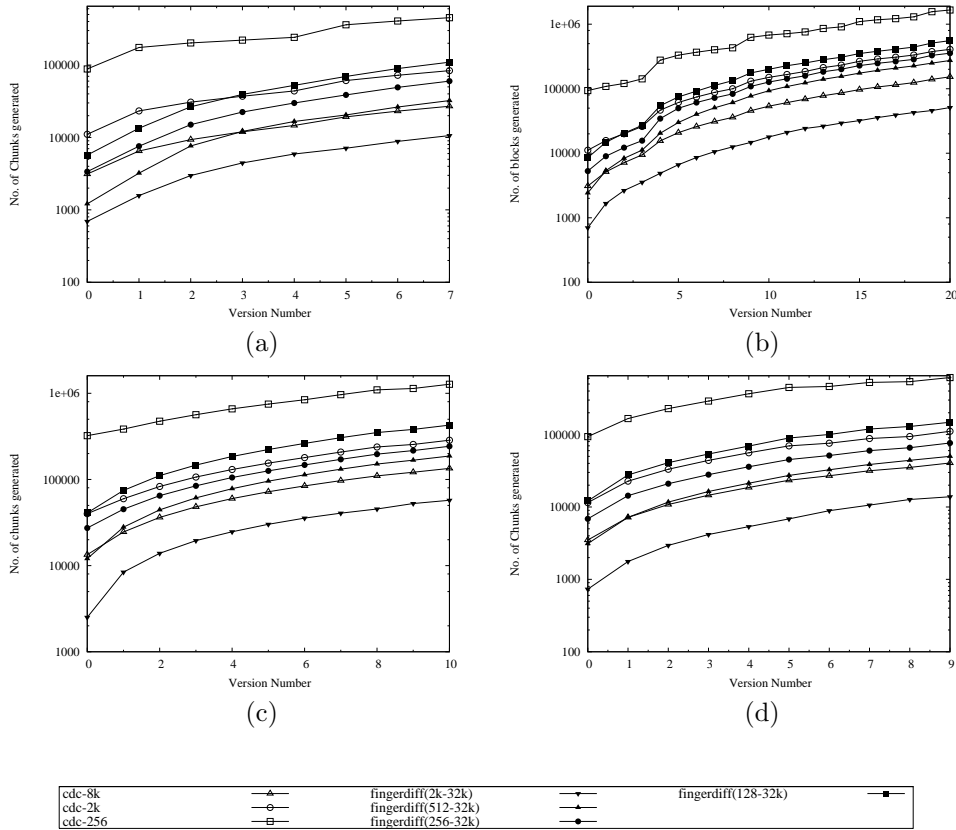 100000
10000
1000
100
No. of Chunks generated
0 1 2 3 4 5 6 7
Version Number
(a)
1e+06
100000
10000
1000
100
No. of blocks generated
0 5 10 15 20
Version Number
(b)
1e+06
100000
10000
1000
No. of chunks generated
0 2 4 6 8 10
Version Number
(c)
100000
10000
1000
100
No. of Chunks generated
0 1 2 3 4 5 6 7 8 9
Version Number
(d)
cdc-8k
cdc-2k
cdc-256
fingerdiff(2k-32k)
fingerdiff(512-32k)
fingerdiff(256-32k)
fingerdiff(128-32k)